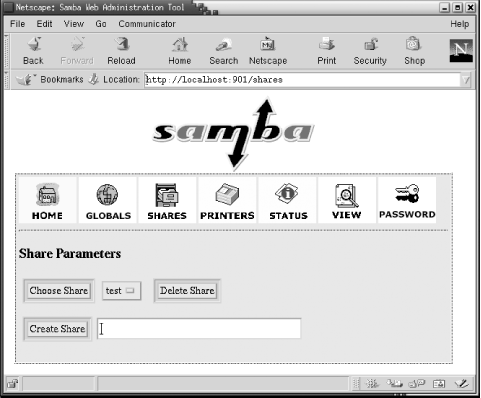 Netscape: Samba Web Administration Tool
File Edit View Go Communicator Help
Back Forward Reload Home Search Netscape Print Security Shop
Bookmarks Location: http://localhost:901/shares
samba
HOME GLOBALS SHARES PRINTERS STATUS VIEW PASSWORD
Share Parameters
Choose Share test Delete Share
Create Share